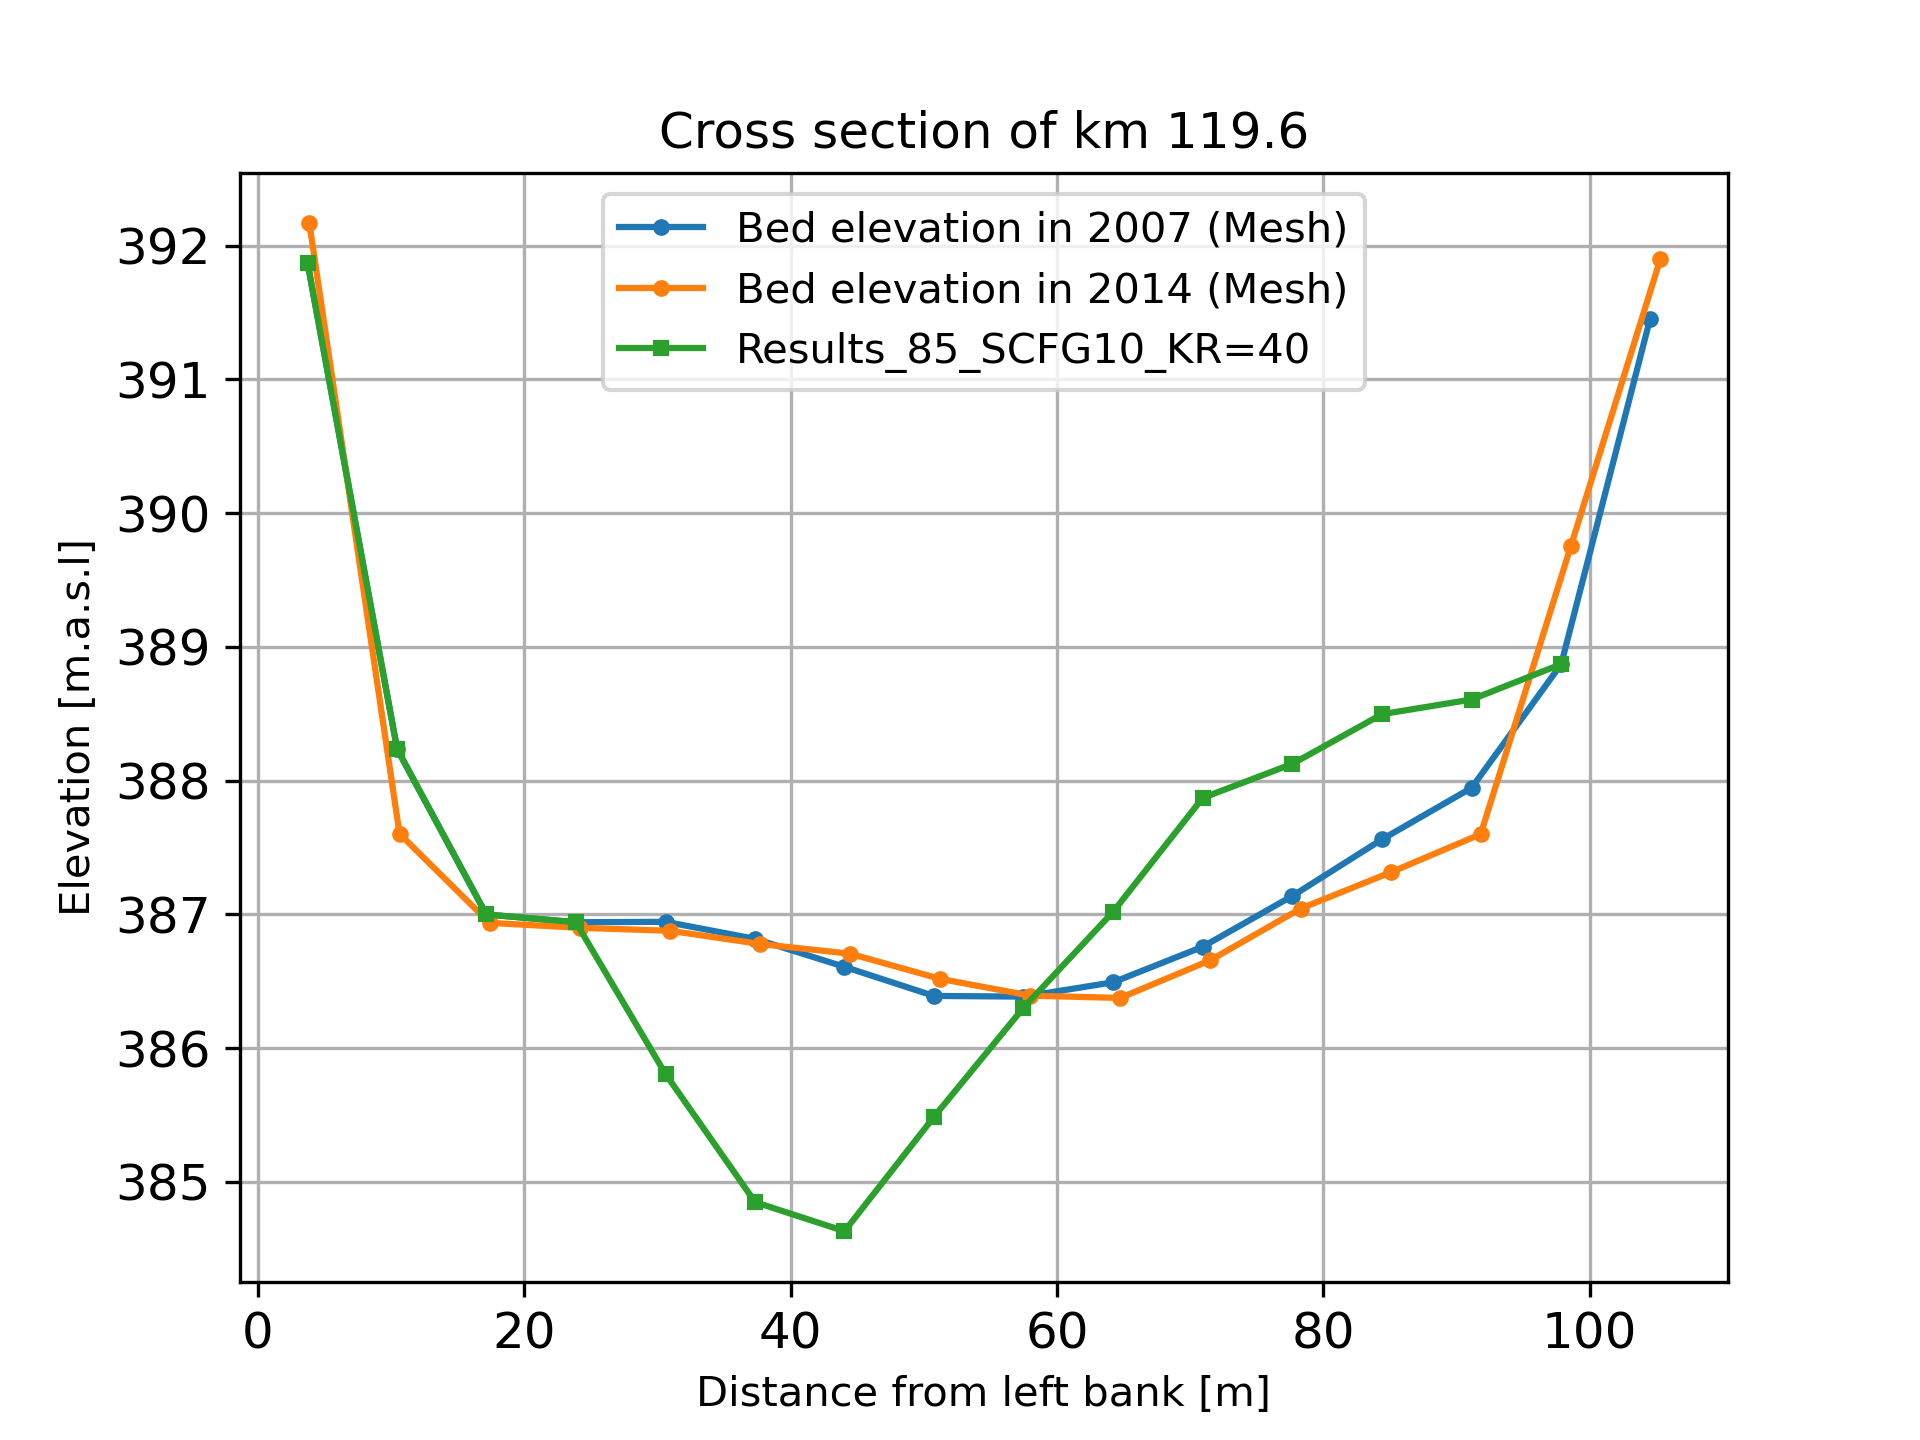 Cross section of km 119.6
Bed elevation in 2007 (Mesh)
Bed elevation in 2014 (Mesh)
Results_85_SCFG10_KR=40
392
391
390
389
388
387
386
385
Elevation [m.a.s.l]
0 20 40 60 80 100
Distance from left bank [m]